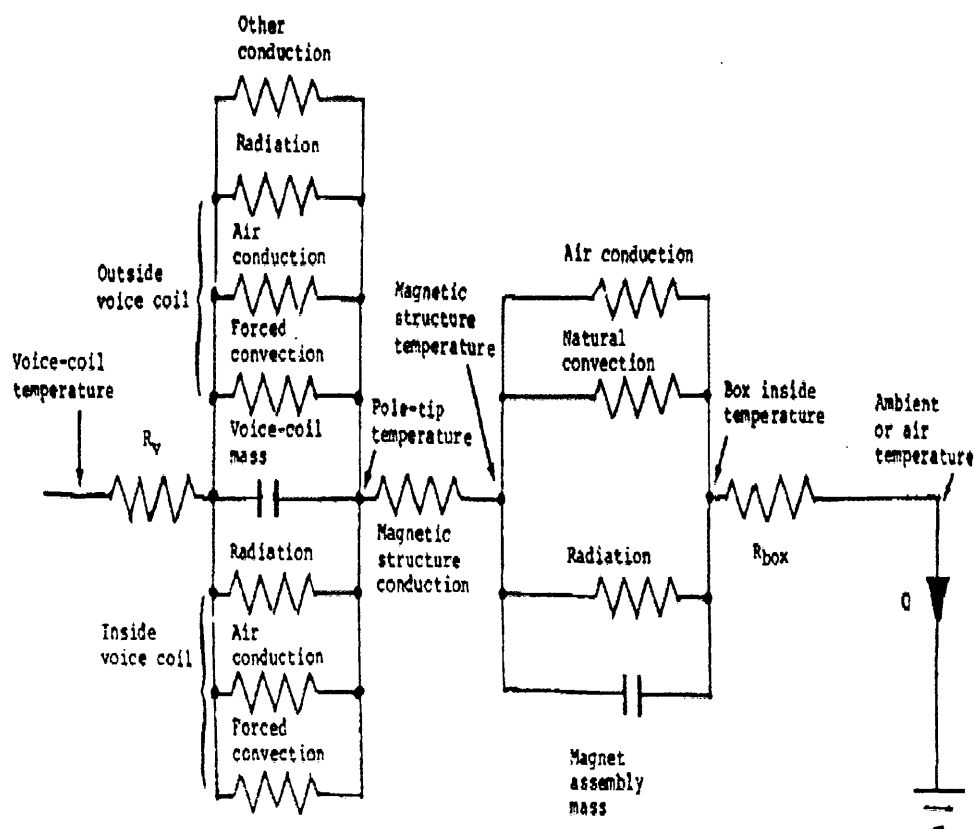 Other
conduction
Radiation
Air
conduction
Outside
voice coil
Forced
convection
Voice-coil
temperature
Voice-coil
mass
R_v
Pole-tip
temperature
Magnetic
structure
temperature
Air conduction
Natural
convection
Box inside
temperature
Ambient
or air
temperature
Radiation
Magnetic
structure
conduction
Radiation
R_box
Q
Inside
voice coil
Air
conduction
Forced
convection
Magnet
assembly
mass